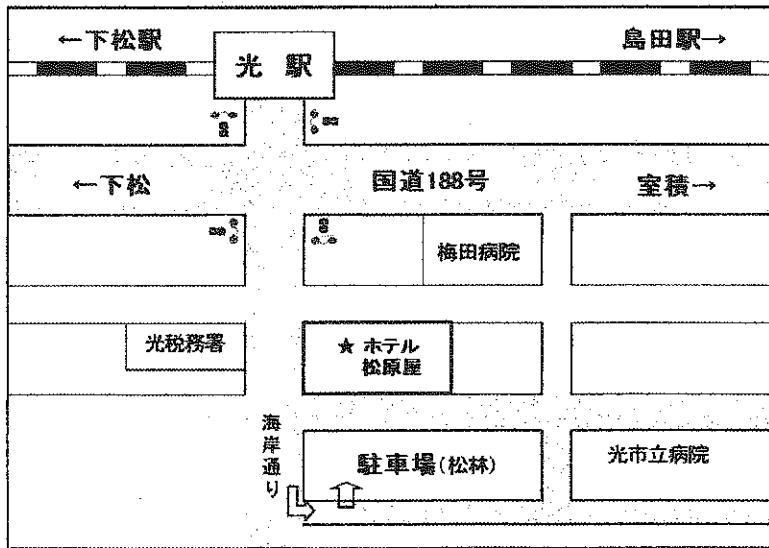 ←下松駅
島田駅→
光 駅
←下松
国道188号
室積→
梅田病院
光税務署
★ ホテル
松原屋
海岸通り
駐車場(松林)
光市立病院